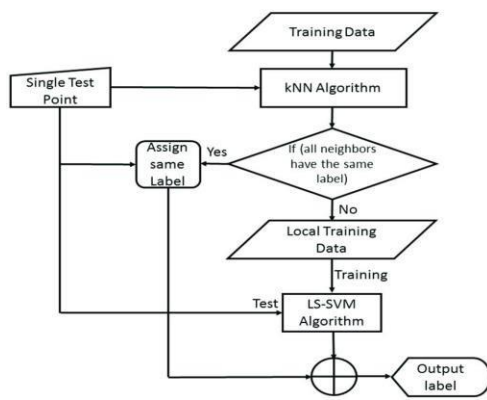 Training Data
Single Test
Point
kNN Algorithm
If (all neighbors
have the same
label)
Yes
Assign
same
Label
No
Local Training
Data
Training
Test
LS-SVM
Algorithm
Output
label